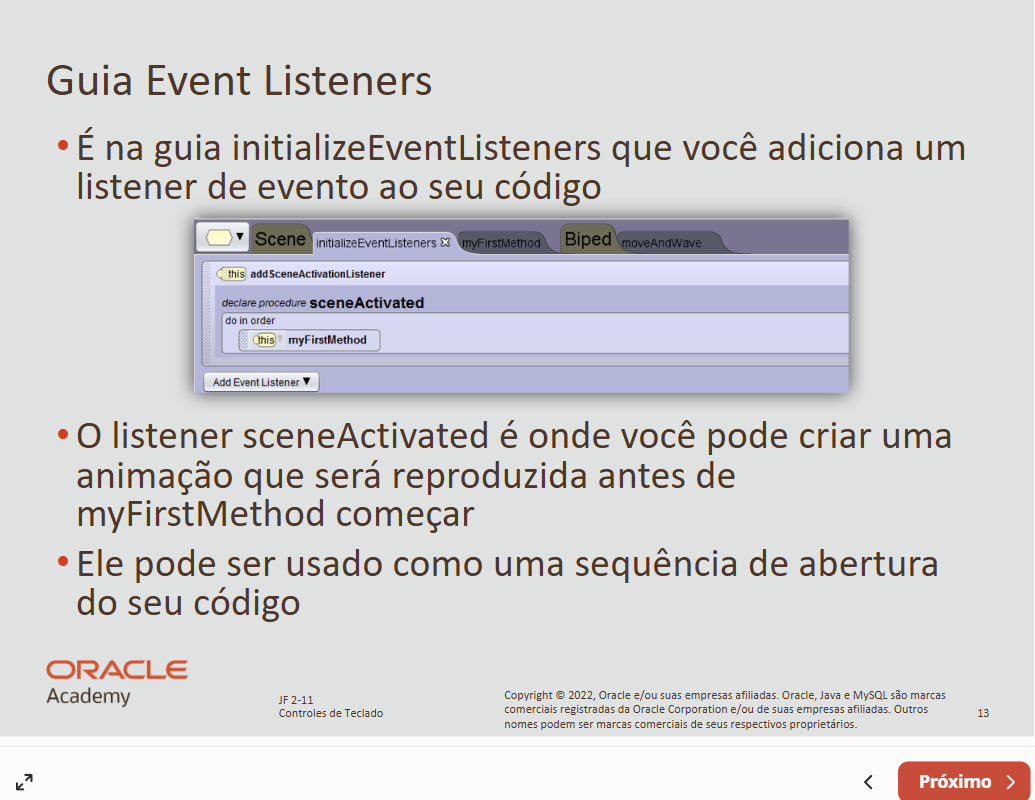 Guia Event Listeners
• É na guia initializeEventListeners que você adiciona um
listener de evento ao seu código
Scene initializeEventListeners myFirstMethod Biped moveAndWave
this addSceneActivationListener
declare procedure sceneActivated
do in order
this myFirstMethod
Add Event Listener
• O listener sceneActivated é onde você pode criar uma
animação que será reproduzida antes de
myFirstMethod começar
• Ele pode ser usado como uma sequência de abertura
do seu código
ORACLE
Academy
JF 2-11
Controles de Teclado
Copyright © 2022, Oracle e/ou suas empresas afiliadas. Oracle, Java e MySQL são marcas
comerciais registradas da Oracle Corporation e/ou de suas empresas afiliadas. Outros
nomes podem ser marcas comerciais de seus respectivos proprietários.
13
Próximo